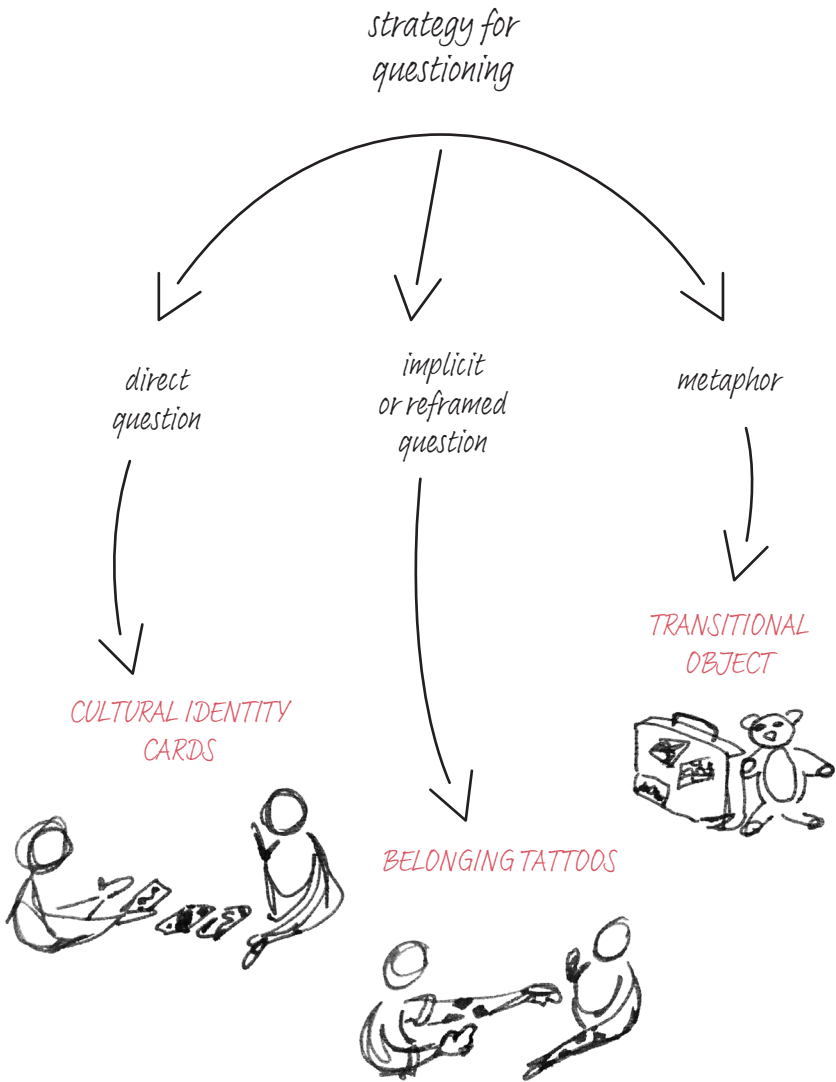 strategy for
questioning
direct
question
implicit
or reframed
question
metaphor
TRANSITIONAL
OBJECT
CULTURAL IDENTITY
CARDS
BELONGING TATTOOS